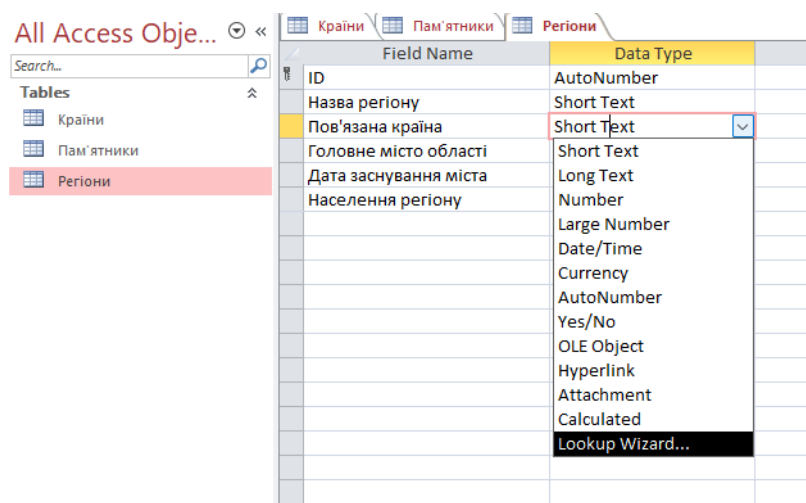 All Access Obje...
Search...
Tables
Країни
Пам'ятники
Регіони
Країни Пам'ятники Регіони
Field Name Data Type
ID AutoNumber
Назва регіону Short Text
Пов'язана країна Short Text
Головне місто області Short Text
Дата заснування міста Long Text
Населення регіону Number
Large Number
Date/Time
Currency
AutoNumber
Yes/No
OLE Object
Hyperlink
Attachment
Calculated
Lookup Wizard...